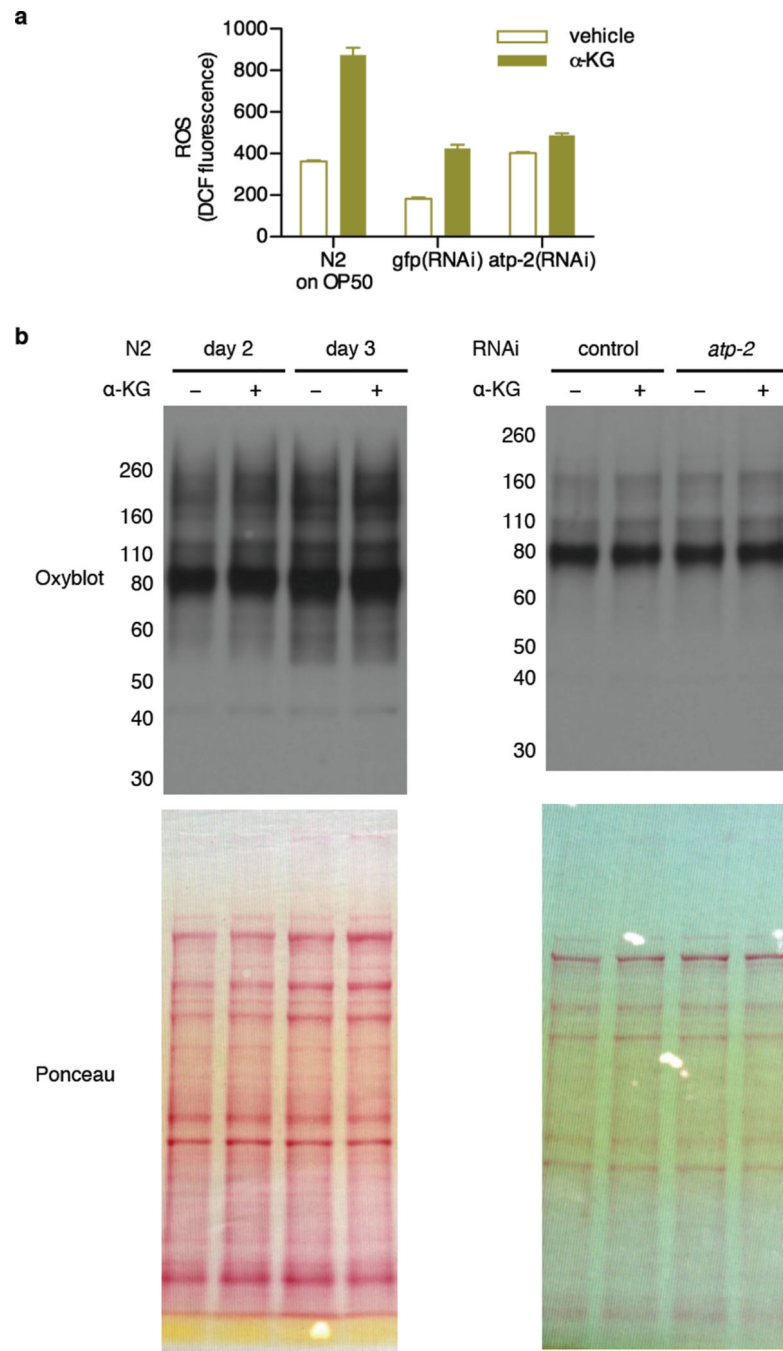 a
1000
800
600
400
200
0
ROS
(DCF fluorescence)
vehicle
α-KG
N2
on OP50
gfp(RNAi)
atp-2(RNAi)
b
N2 day 2 day 3
α-KG – + – +
260
160
110
80
60
50
40
30
Oxyblot
RNAi control atp-2
α-KG – + – +
260
160
110
80
60
50
40
30
Ponceau